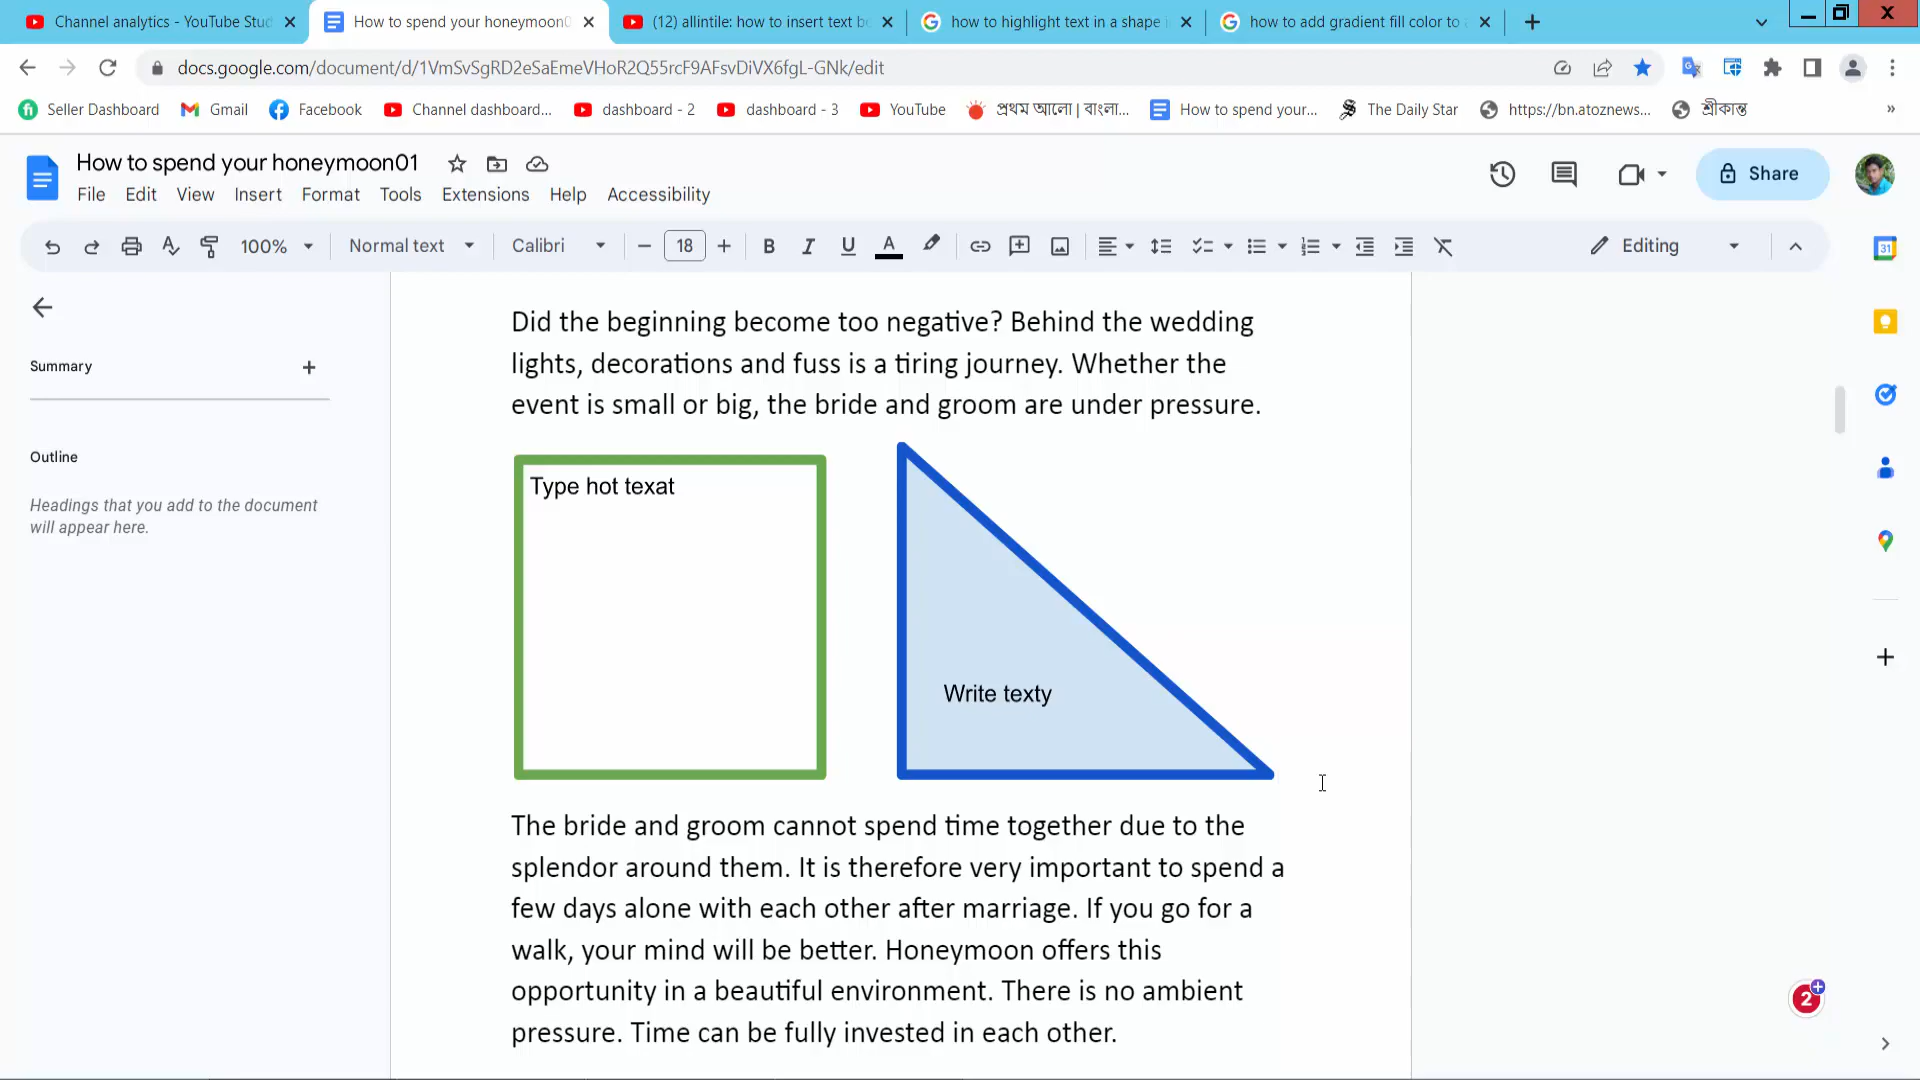 Channel analytics - YouTube Stud
How to spend your honeymoon0
(12) allintile: how to insert text be
how to highlight text in a shape i
how to add gradient fill color to a
docs.google.com/document/d/1VmSvSgRD2eSaEmeVHoR2Q55rcF9AFsvDiVX6fgL-GNk/edit
Seller Dashboard
Gmail
Facebook
Channel dashboard...
dashboard - 2
dashboard - 3
YouTube
প্রথম আলো | বাংলা...
How to spend your...
The Daily Star
https://bn.atoznews...
শ্রীকান্ত
»
How to spend your honeymoon01
File Edit View Insert Format Tools Extensions Help Accessibility
Share
100%
Normal text
Calibri
18
B I U A
Editing
31
Summary
Outline
Headings that you add to the document
will appear here.
Did the beginning become too negative? Behind the wedding
lights, decorations and fuss is a tiring journey. Whether the
event is small or big, the bride and groom are under pressure.
Type hot texat
Write texty
The bride and groom cannot spend time together due to the
splendor around them. It is therefore very important to spend a
few days alone with each other after marriage. If you go for a
walk, your mind will be better. Honeymoon offers this
opportunity in a beautiful environment. There is no ambient
pressure. Time can be fully invested in each other.
2